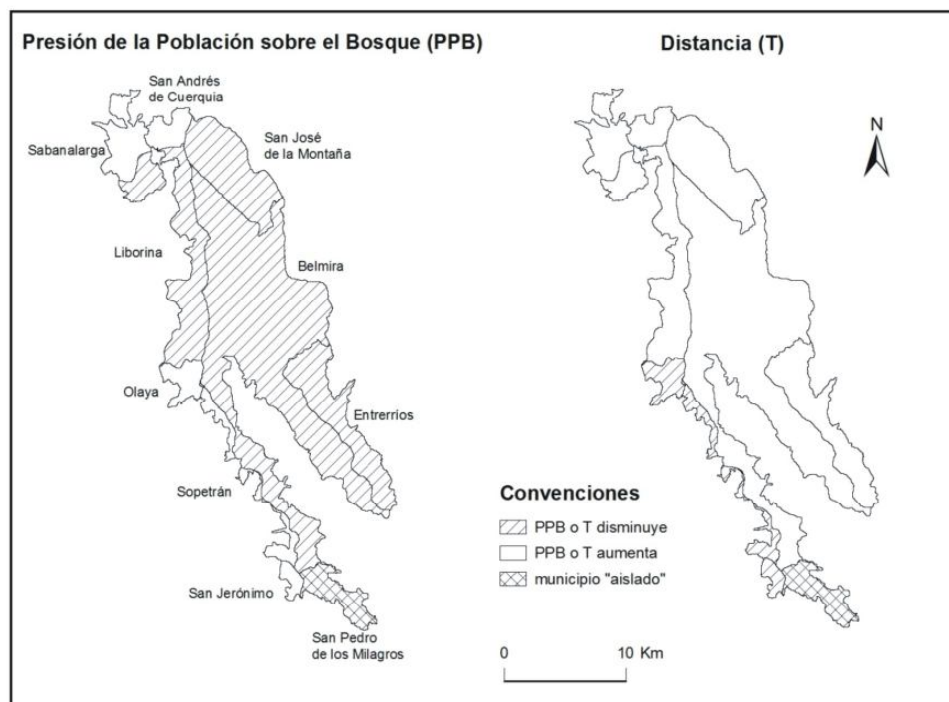 Presión de la Población sobre el Bosque (PPB)
Distancia (T)
San Andrés
de Cuerquia
Sabanalarga
San José
de la Montaña
N
Liborina
Belmira
Olaya
Entrerríos
Sopetrán
San Jerónimo
San Pedro
de los Milagros
Convenciones
PPB o T disminuye
PPB o T aumenta
municipio "aislado"
0 10 Km